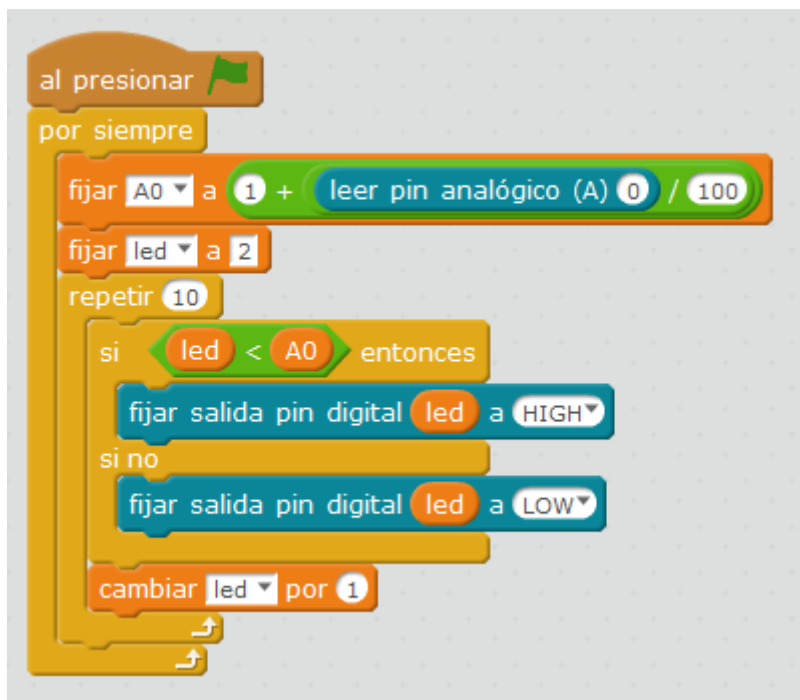 al presionar
por siempre
fijar A0 a 1 + leer pin analógico (A) 0 / 100
fijar led a 2
repetir 10
si led < A0 entonces
fijar salida pin digital led a HIGH
si no
fijar salida pin digital led a LOW
cambiar led por 1